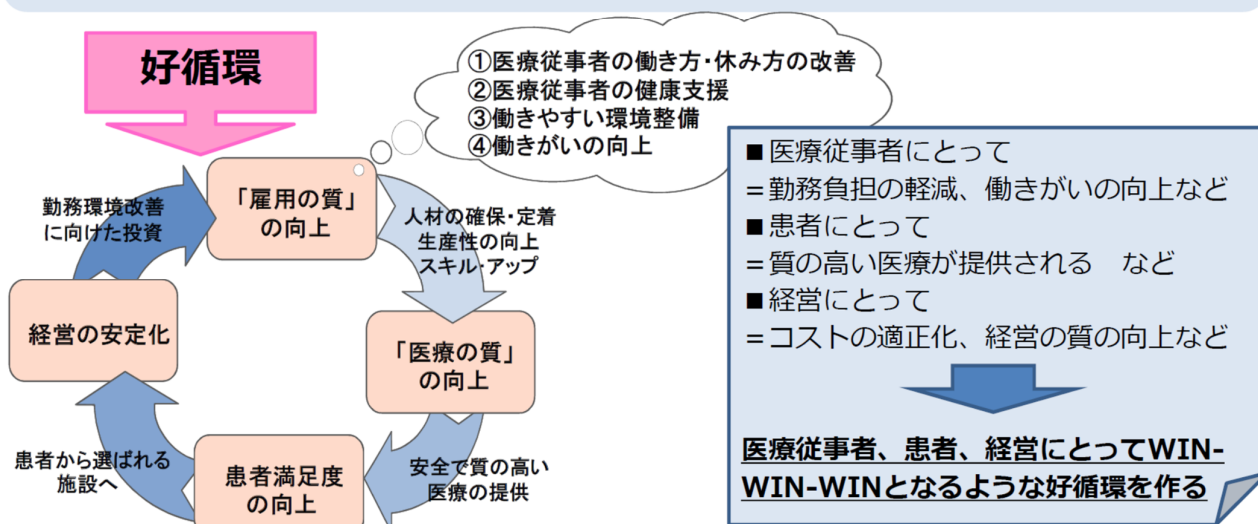 好循環
①医療従事者の働き方･休み方の改善
②医療従事者の健康支援
③働きやすい環境整備
④働きがいの向上
「雇用の質」
の向上
人材の確保･定着
生産性の向上
スキル･アップ
「医療の質」
の向上
安全で質の高い
医療の提供
患者満足度
の向上
患者から選ばれる
施設へ
経営の安定化
勤務環境改善
に向けた投資
■医療従事者にとって
＝勤務負担の軽減、働きがいの向上など
■患者にとって
＝質の高い医療が提供される　など
■経営にとって
＝コストの適正化、経営の質の向上など
医療従事者、患者、経営にとってWIN-
WIN-WINとなるような好循環を作る